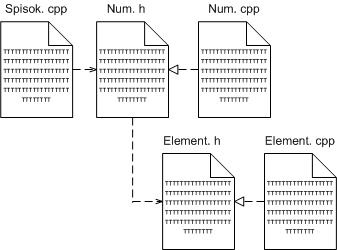 Spisok. cpp
Num. h
Num. cpp
Element. h
Element. cpp